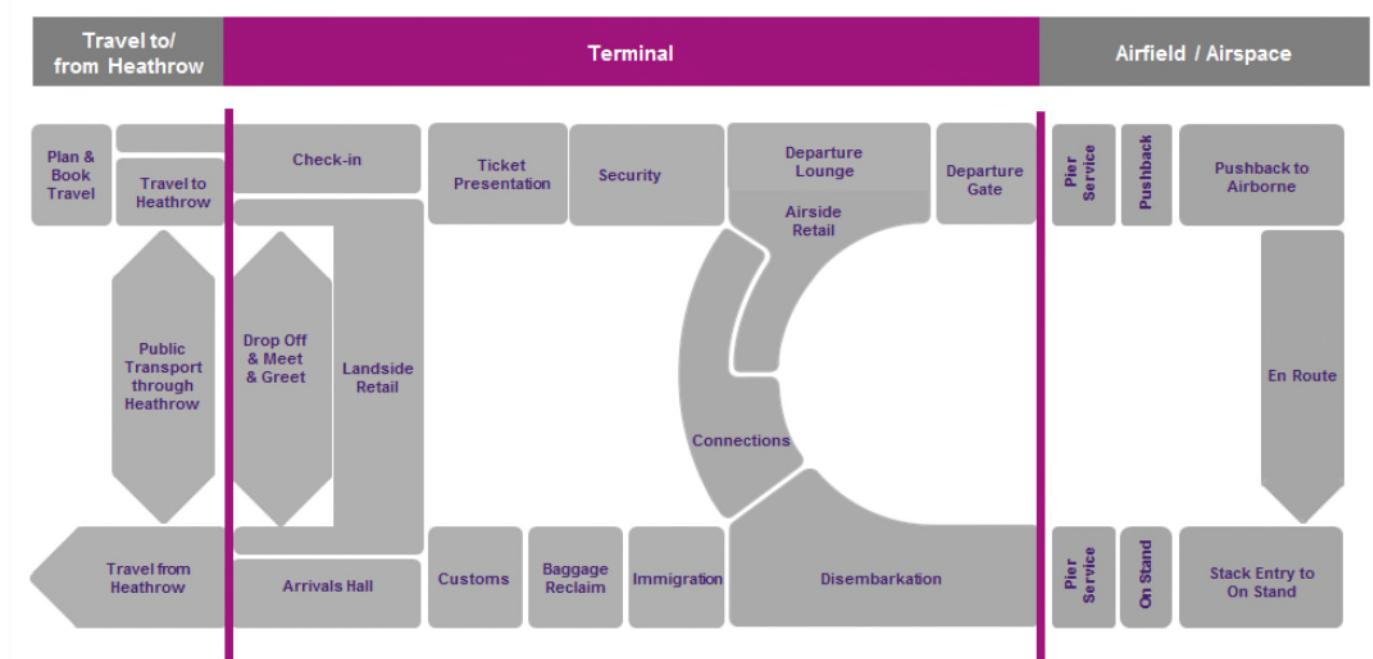 Travel to/
from Heathrow
Terminal
Airfield / Airspace
Plan &
Book
Travel
Travel to
Heathrow
Check-in
Ticket
Presentation
Security
Departure
Lounge
Airside
Retail
Departure
Gate
Pier
Service
Pushback
Pushback to
Airborne
Public
Transport
through
Heathrow
Drop Off
& Meet
& Greet
Landside
Retail
Connections
En Route
Travel from
Heathrow
Arrivals Hall
Customs
Baggage
Reclaim
Immigration
Disembarkation
Pier
Service
On Stand
Stack Entry to
On Stand